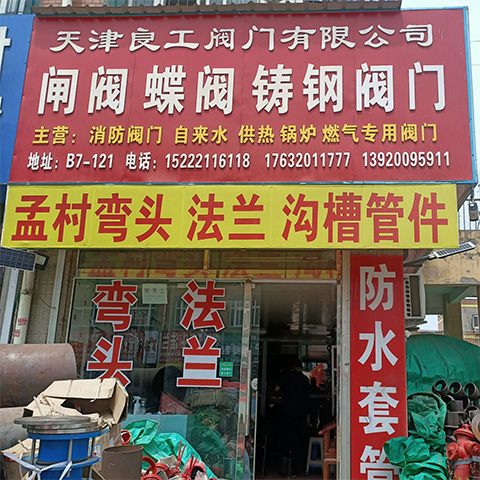 天津良工阀门有限公司
闸阀 蝶阀 铸钢阀门
主营：消防阀门 自来水 供热 锅炉 燃气专用阀门
地址：B7-121 电话：15222116118 17632011777 13920095911
孟村弯头 法兰 沟槽管件
弯头
法兰
防水套管